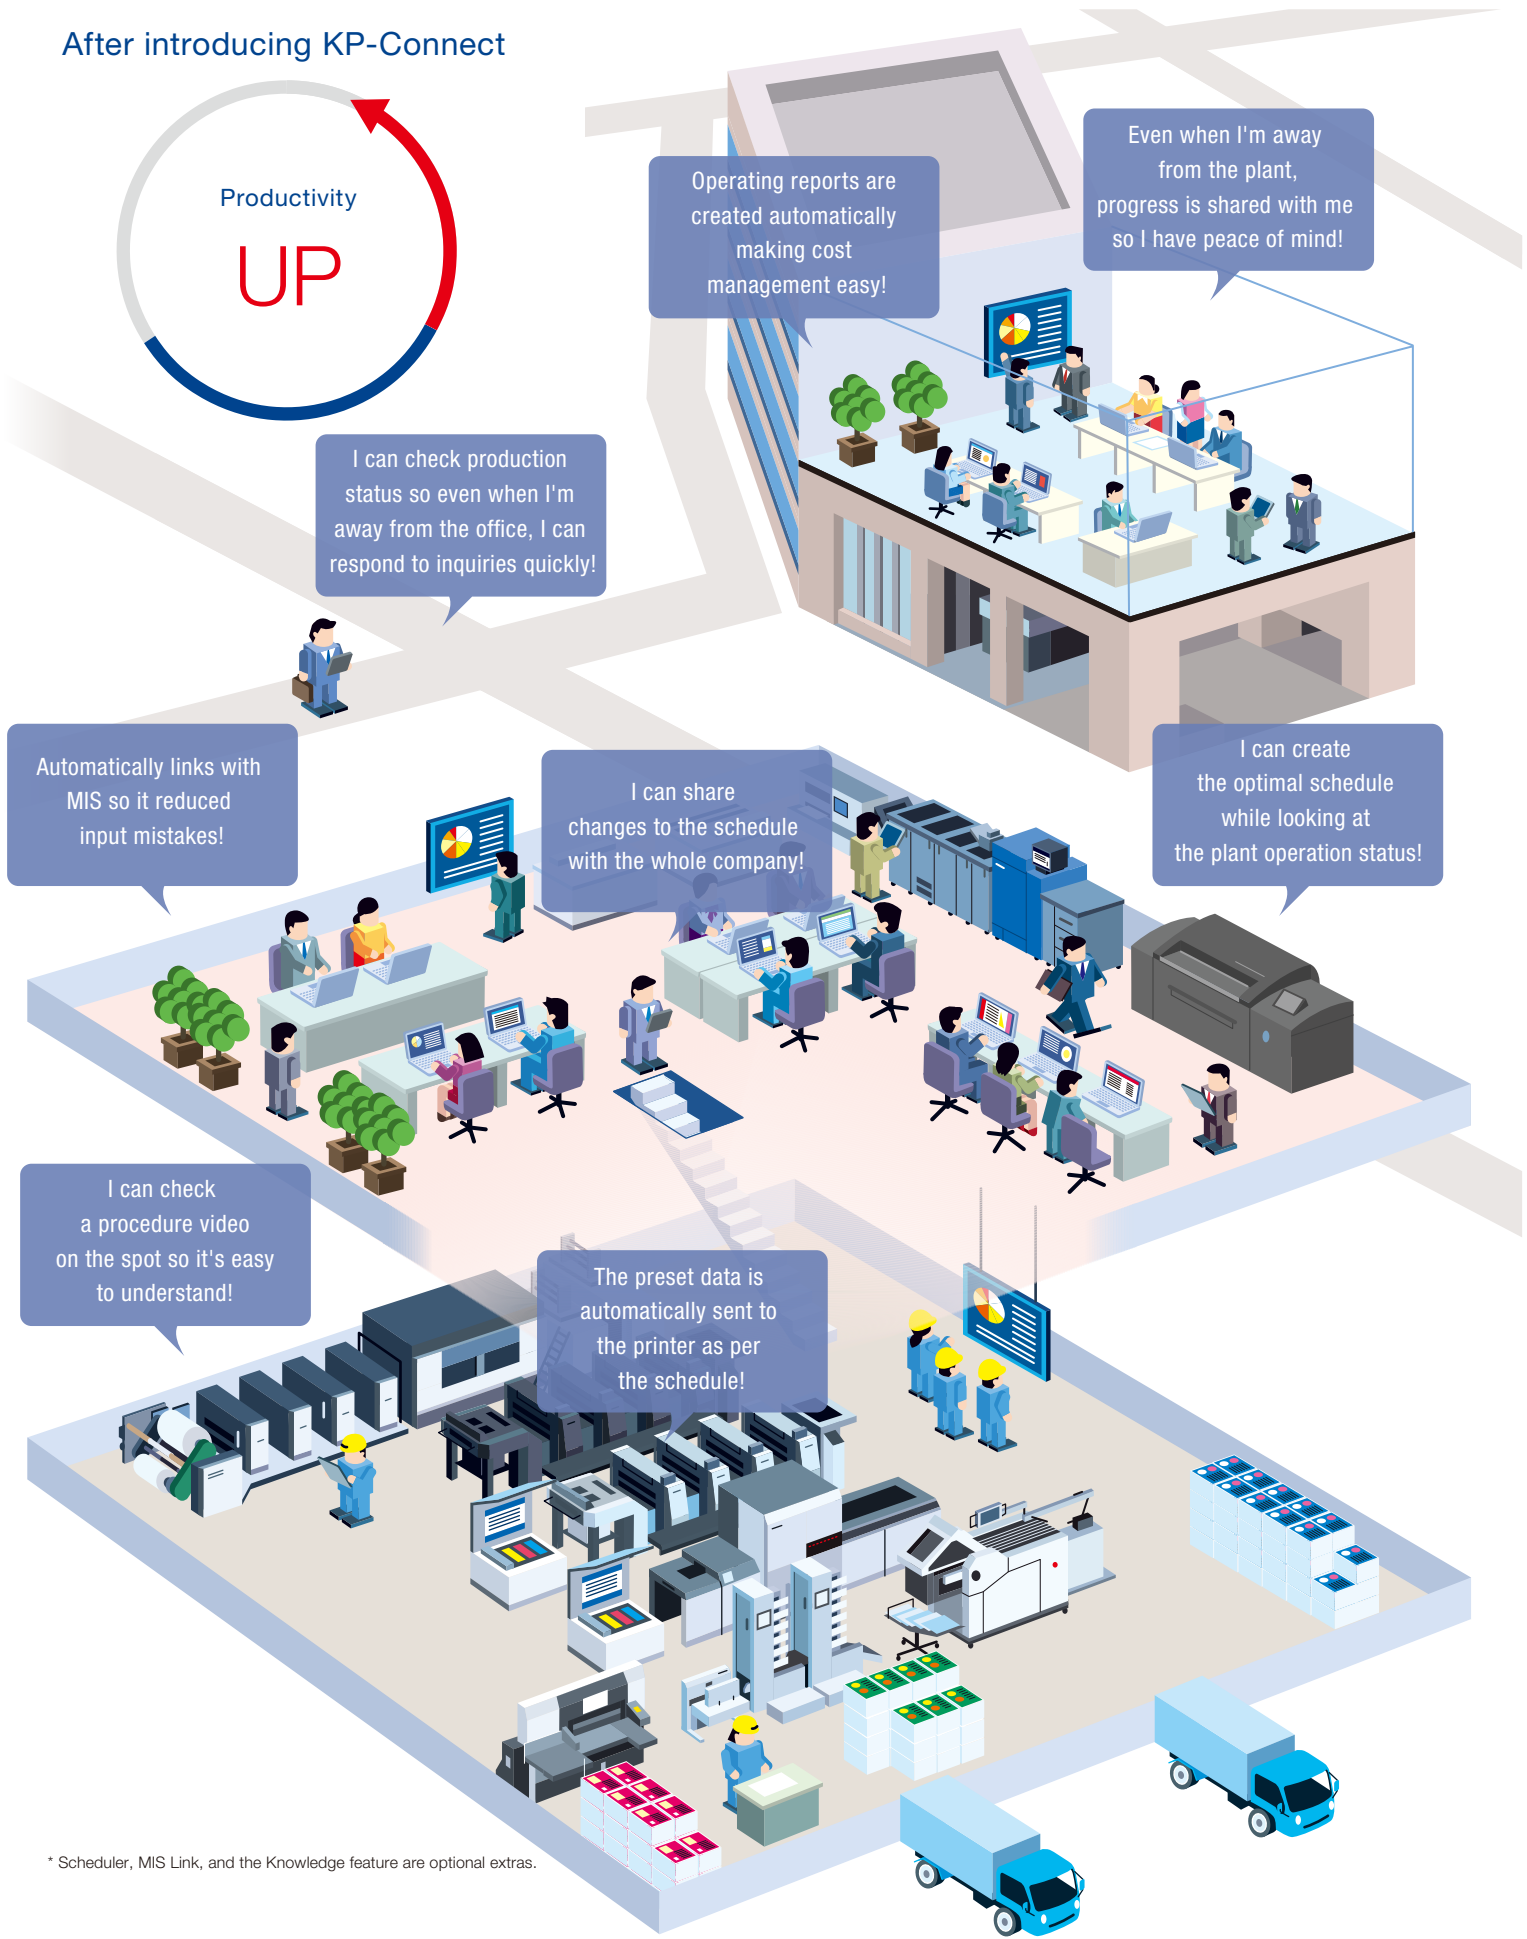 After introducing KP-Connect
Productivity
UP
Operating reports are
created automatically
making cost
management easy!
Even when I'm away
from the plant,
progress is shared with me
so I have peace of mind!
I can check production
status so even when I'm
away from the office, I can
respond to inquiries quickly!
Automatically links with
MIS so it reduced
input mistakes!
I can share
changes to the schedule
with the whole company!
I can create
the optimal schedule
while looking at
the plant operation status!
I can check
a procedure video
on the spot so it's easy
to understand!
The preset data is
automatically sent to
the printer as per
the schedule!
* Scheduler, MIS Link, and the Knowledge feature are optional extras.